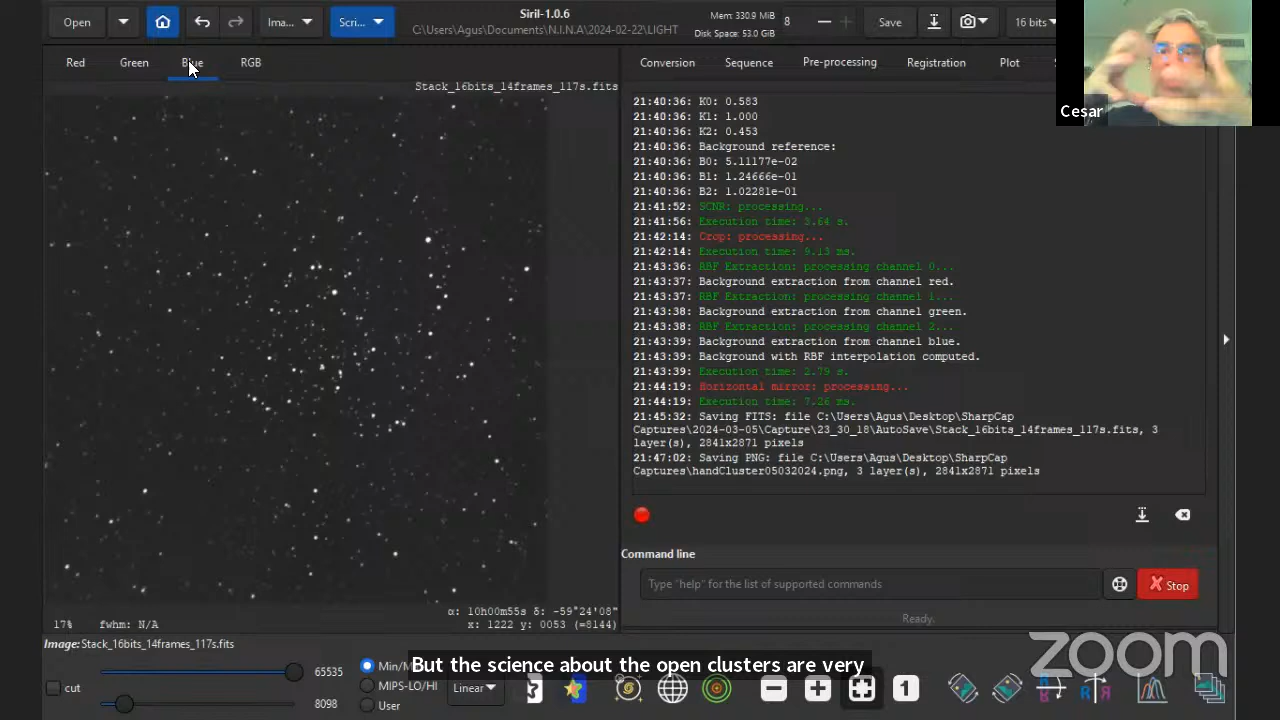 Open
Ima...
Scri...
Siril-1.0.6
C:\Users\Agus\Documents\N.I.N.A\2024-02-22\LIGHT
Mem: 330.9 MiB
Disk Space: 53.0 GiB
8
Save
16 bits
Red Green Blue RGB
Conversion Sequence Pre-processing Registration Plot
Cesar
Stack_16bits_14frames_117s.fits
21:40:36: K0: 0.583
21:40:36: K1: 1.000
21:40:36: K2: 0.453
21:40:36: Background reference:
21:40:36: B0: 5.11177e-02
21:40:36: B1: 1.24666e-01
21:40:36: B2: 1.02281e-01
21:41:52: SCNR: processing...
21:41:56: Execution time: 3.64 s.
21:42:14: Crop: processing...
21:42:14: Execution time: 9.13 ms.
21:43:36: RBF Extraction: processing channel 0...
21:43:37: Background extraction from channel red.
21:43:37: RBF Extraction: processing channel 1...
21:43:38: Background extraction from channel green.
21:43:38: RBF Extraction: processing channel 2...
21:43:39: Background extraction from channel blue.
21:43:39: Background with RBF interpolation computed.
21:43:39: Execution time: 2.79 s.
21:44:19: Horizontal mirror: processing...
21:44:19: Execution time: 7.26 ms.
21:45:32: Saving FITS: file C:\Users\Agus\Desktop\SharpCap
Captures\2024-03-05\Capture\23_30_18\AutoSave\Stack_16bits_14frames_117s.fits, 3
layer(s), 2841x2871 pixels
21:47:02: Saving PNG: file C:\Users\Agus\Desktop\SharpCap
Captures\handCluster05032024.png, 3 layer(s), 2841x2871 pixels
Command line
Type "help" for the list of supported commands
Stop
Ready.
α: 10h00m55s δ: -59°24'08"
17% fwhm: N/A x: 1222 y: 0053 (=8144)
Image: Stack_16bits_14frames_117s.fits
cut
65535
8098
Min/M
MIPS-LO/HI
User
Linear
1
But the science about the open clusters are very
zoom